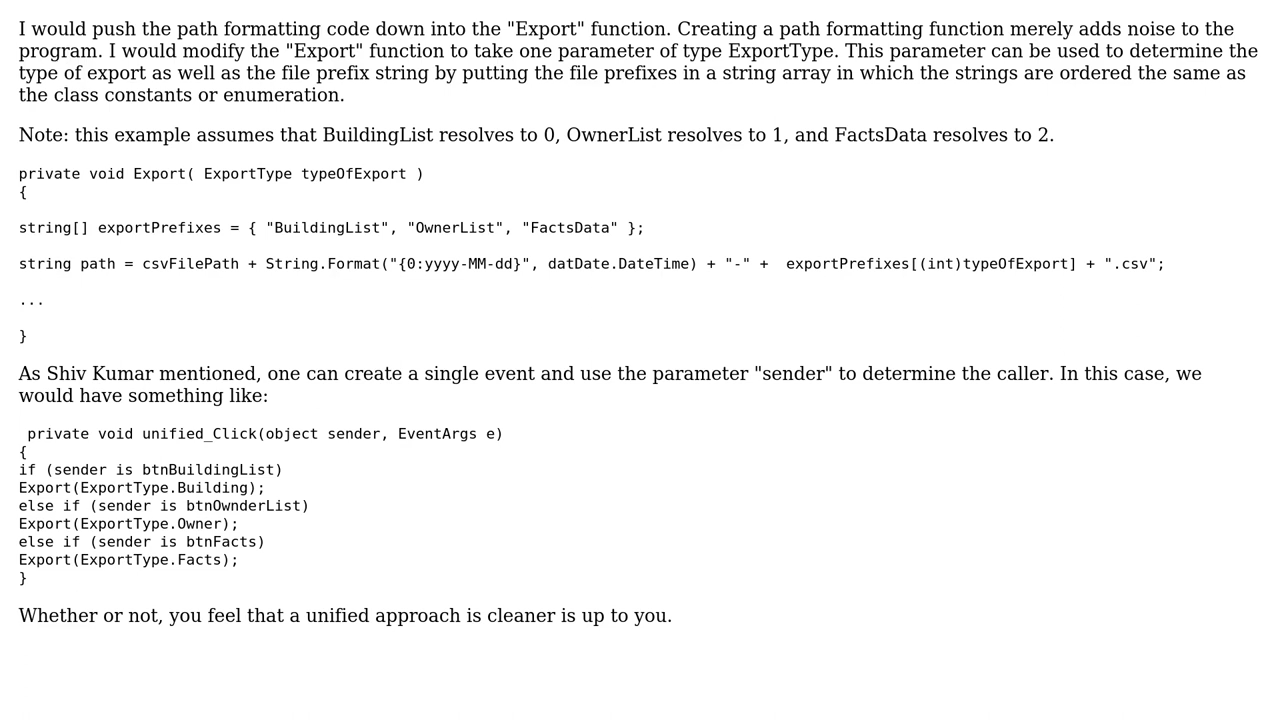 I would push the path formatting code down into the "Export" function. Creating a path formatting function merely adds noise to the
program. I would modify the "Export" function to take one parameter of type ExportType. This parameter can be used to determine the
type of export as well as the file prefix string by putting the file prefixes in a string array in which the strings are ordered the same as
the class constants or enumeration.
Note: this example assumes that BuildingList resolves to 0, OwnerList resolves to 1, and FactsData resolves to 2.
private void Export( ExportType typeOfExport )
{
string[] exportPrefixes = { "BuildingList", "OwnerList", "FactsData" };
string path = csvFilePath + String.Format("{0:yyyy-MM-dd}", datDate.DateTime) + "-" +  exportPrefixes[(int)typeOfExport] + ".csv";
...
}
As Shiv Kumar mentioned, one can create a single event and use the parameter "sender" to determine the caller. In this case, we
would have something like:
private void unified_Click(object sender, EventArgs e)
{
if (sender is btnBuildingList)
Export(ExportType.Building);
else if (sender is btnOwnderList)
Export(ExportType.Owner);
else if (sender is btnFacts)
Export(ExportType.Facts);
}
Whether or not, you feel that a unified approach is cleaner is up to you.